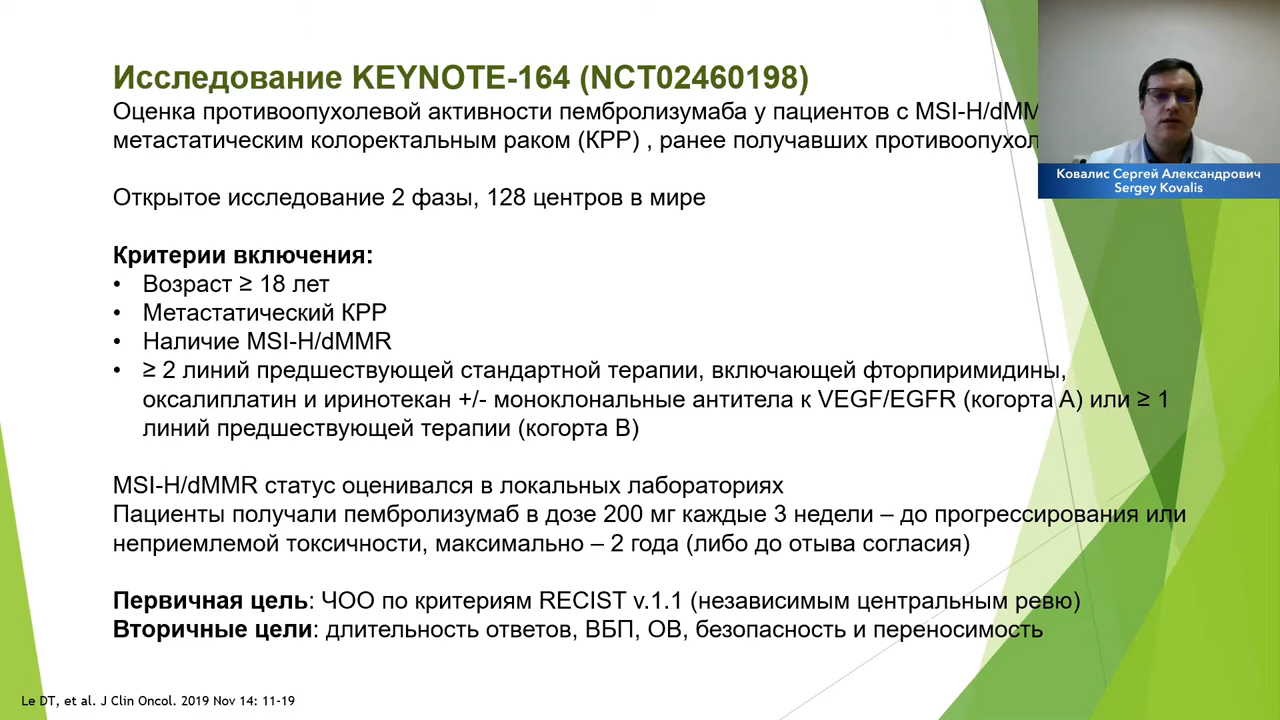 Исследование KEYNOTE-164 (NCT02460198)
Оценка противоопухолевой активности пембролизумаба у пациентов с
метастатическим колоректальным раком (КРР) , ранее получавших
Ковалис Сергей Александрович
Sergey Kovalis
Открытое исследование 2 фазы, 128 центров в мире
Критерии включения:
• Возраст ≥ 18 лет
• Метастатический КРР
• Наличие MSI-H/dMMR
• ≥ 2 линий предшествующей стандартной терапии, включающей фторпиримидины,
оксалиплатин и иринотекан +/- моноклональные антитела к VEGF/EGFR (когорта А) или ≥ 1
линий предшествующей терапии (когорта В)
MSI-H/dMMR статус оценивался в локальных лабораториях
Пациенты получали пембролизумаб в дозе 200 мг каждые 3 недели – до прогрессирования или
неприемлемой токсичности, максимально – 2 года (либо до отыва согласия)
Первичная цель: ЧОО по критериям RECIST v.1.1 (независимым центральным ревю)
Вторичные цели: длительность ответов, ВБП, ОВ, безопасность и переносимость
Le DT, et al. J Clin Oncol. 2019 Nov 14: 11-19